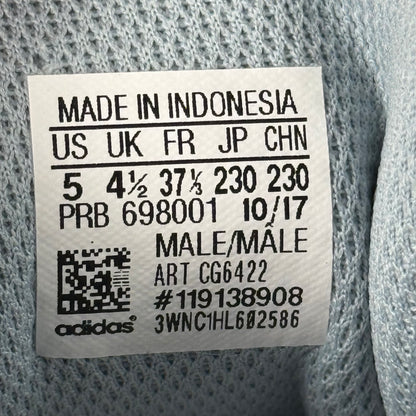 MADE IN INDONESIA
US UK FR JP CHN
5 4½ 37⅓ 230 230
PRB 698001 10/17
MALE/MÂLE
ART CG6422
#119138908
adidas 3WNC1HL602586